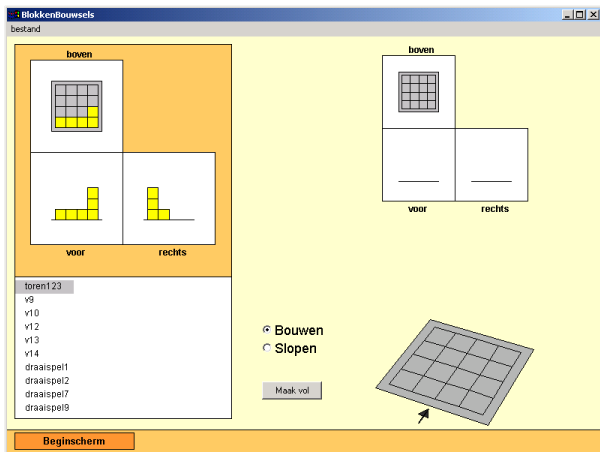 BlokkenBouwsels
bestand
boven
voor rechts
toren123
v9
v10
v12
v13
v14
draaispel1
draaispel2
draaispel7
draaispel9
boven
voor rechts
Bouwen
Slopen
Maak vol
Beginscherm